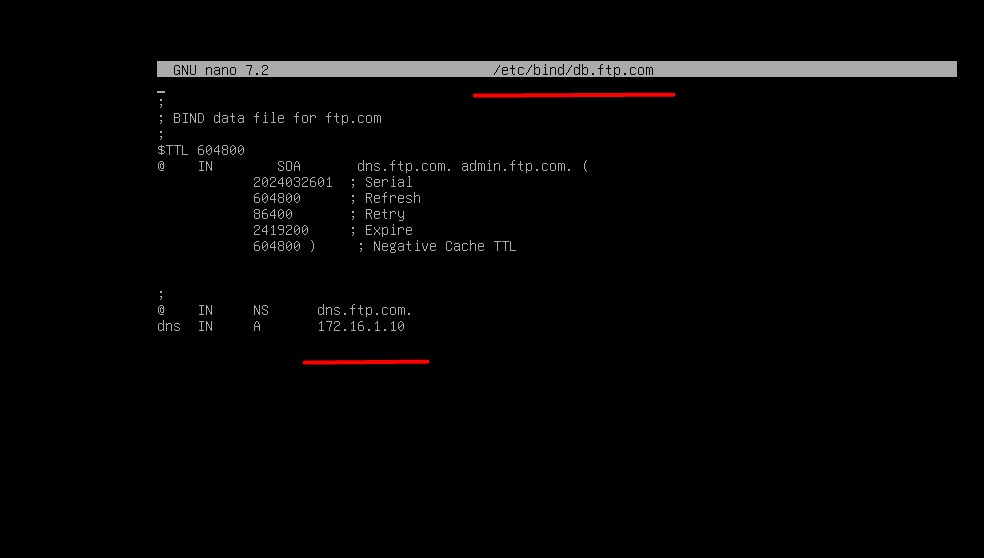 GNU nano 7.2 /etc/bind/db.ftp.com
;
; BIND data file for ftp.com
;
$TTL 604800
@ IN SOA dns.ftp.com. admin.ftp.com. (
2024032601 ; Serial
604800 ; Refresh
86400 ; Retry
2419200 ; Expire
604800 ) ; Negative Cache TTL
;
@ IN NS dns.ftp.com.
dns IN A 172.16.1.10